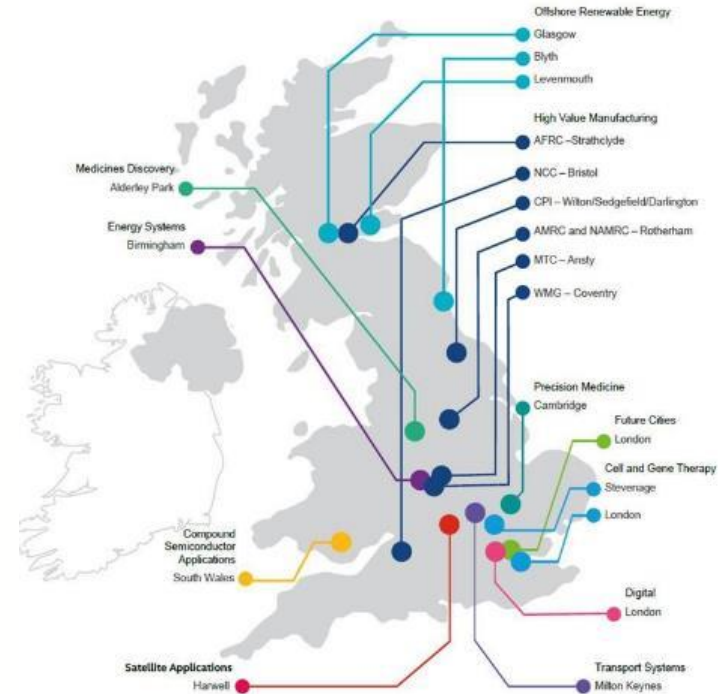 Offshore Renewable Energy
Glasgow
Blyth
Levenmouth
High Value Manufacturing
AFRC –Strathclyde
NCC – Bristol
CPI – Wilton/Sedgefield/Darlington
AMRC and NAMRC – Rotherham
MTC – Ansty
WMG – Coventry
Medicines Discovery
Alderley Park
Energy Systems
Birmingham
Precision Medicine
Cambridge
Future Cities
London
Cell and Gene Therapy
Stevenage
London
Compound
Semiconductor
Applications
South Wales
Digital
London
Satellite Applications
Harwell
Transport Systems
Milton Keynes